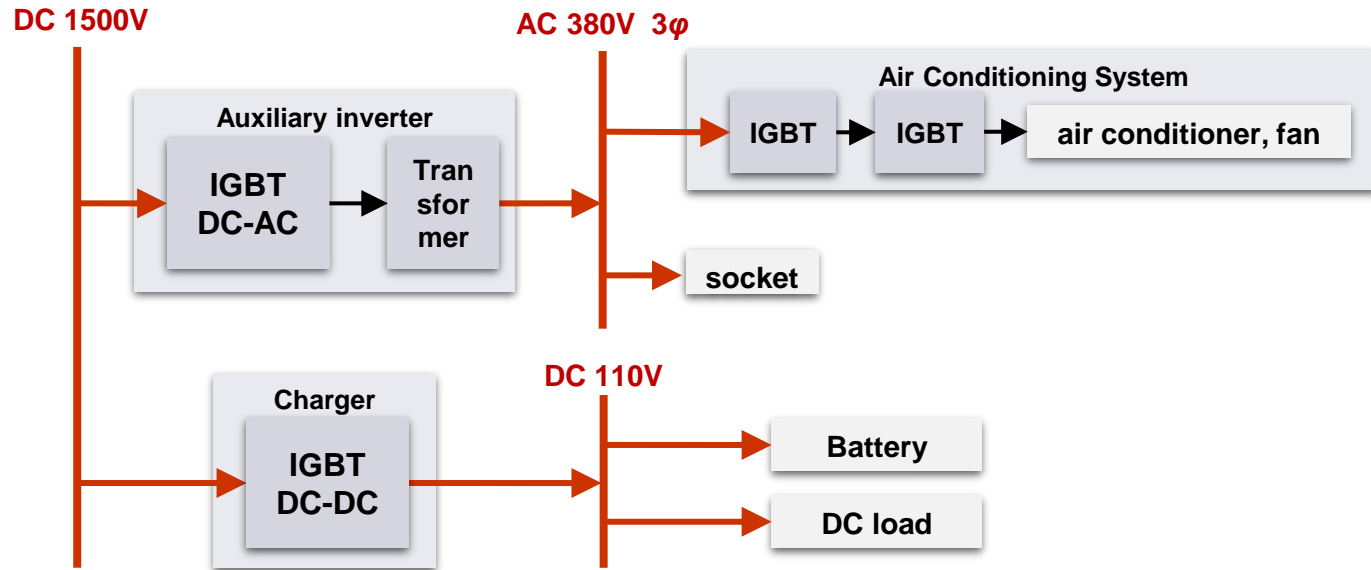 DC 1500V
AC 380V 3φ
Air Conditioning System
Auxiliary inverter
IGBT
DC-AC
Tran
sfor
mer
IGBT
IGBT
air conditioner, fan
socket
DC 110V
Charger
IGBT
DC-DC
Battery
DC load